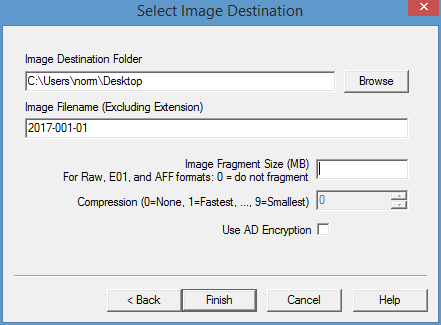 Select Image Destination
Image Destination Folder
C:\Users\norm\Desktop
Browse
Image Filename (Excluding Extension)
2017-001-01
Image Fragment Size (MB)
For Raw, E01, and AFF formats: 0 = do not fragment
Compression (0=None, 1=Fastest, ..., 9=Smallest)
0
Use AD Encryption
< Back
Finish
Cancel
Help